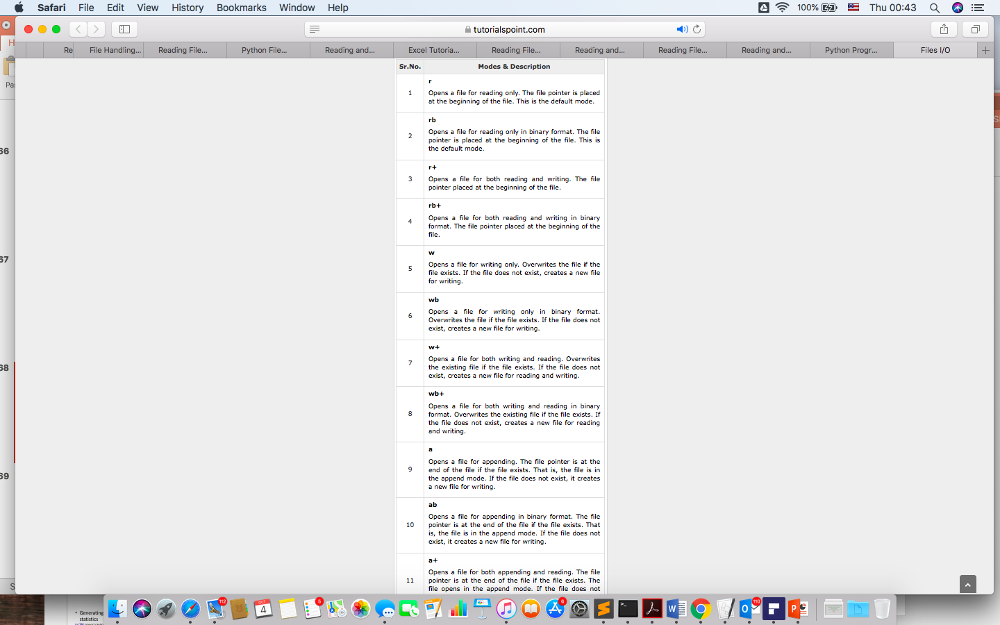 Safari File Edit View History Bookmarks Window Help 100% Thu 00:43
tutorialspoint.com
Re File Handling... Reading File... Python File... Reading and... Excel Tutoria... Reading File... Reading and... Reading File... Reading and... Python Progr... Files I/O
Sr.No. Modes & Description
r
1
Opens a file for reading only. The file pointer is placed
at the beginning of the file. This is the default mode.
rb
2
Opens a file for reading only in binary format. The file
pointer is placed at the beginning of the file. This is
the default mode.
r+
3
Opens a file for both reading and writing. The file
pointer placed at the beginning of the file.
rb+
4
Opens a file for both reading and writing in binary
format. The file pointer placed at the beginning of the
file.
w
5
Opens a file for writing only. Overwrites the file if the
file exists. If the file does not exist, creates a new file
for writing.
wb
6
Opens a file for writing only in binary format.
Overwrites the file if the file exists. If the file does not
exist, creates a new file for writing.
w+
7
Opens a file for both writing and reading. Overwrites
the existing file if the file exists. If the file does not
exist, creates a new file for reading and writing.
wb+
8
Opens a file for both writing and reading in binary
format. Overwrites the existing file if the file exists. If
the file does not exist, creates a new file for reading
and writing.
a
9
Opens a file for appending. The file pointer is at the
end of the file if the file exists. That is, the file is in
the append mode. If the file does not exist, it creates
a new file for writing.
ab
10
Opens a file for appending in binary format. The file
pointer is at the end of the file if the file exists. That
is, the file is in the append mode. If the file does not
exist, it creates a new file for writing.
a+
11
Opens a file for both appending and reading. The file
pointer is at the end of the file if the file exists. The
file opens in the append mode. If the file does not
H
Pas
66
67
68
69
S
• Generating
statistics
112
OCT
4
5
6
110